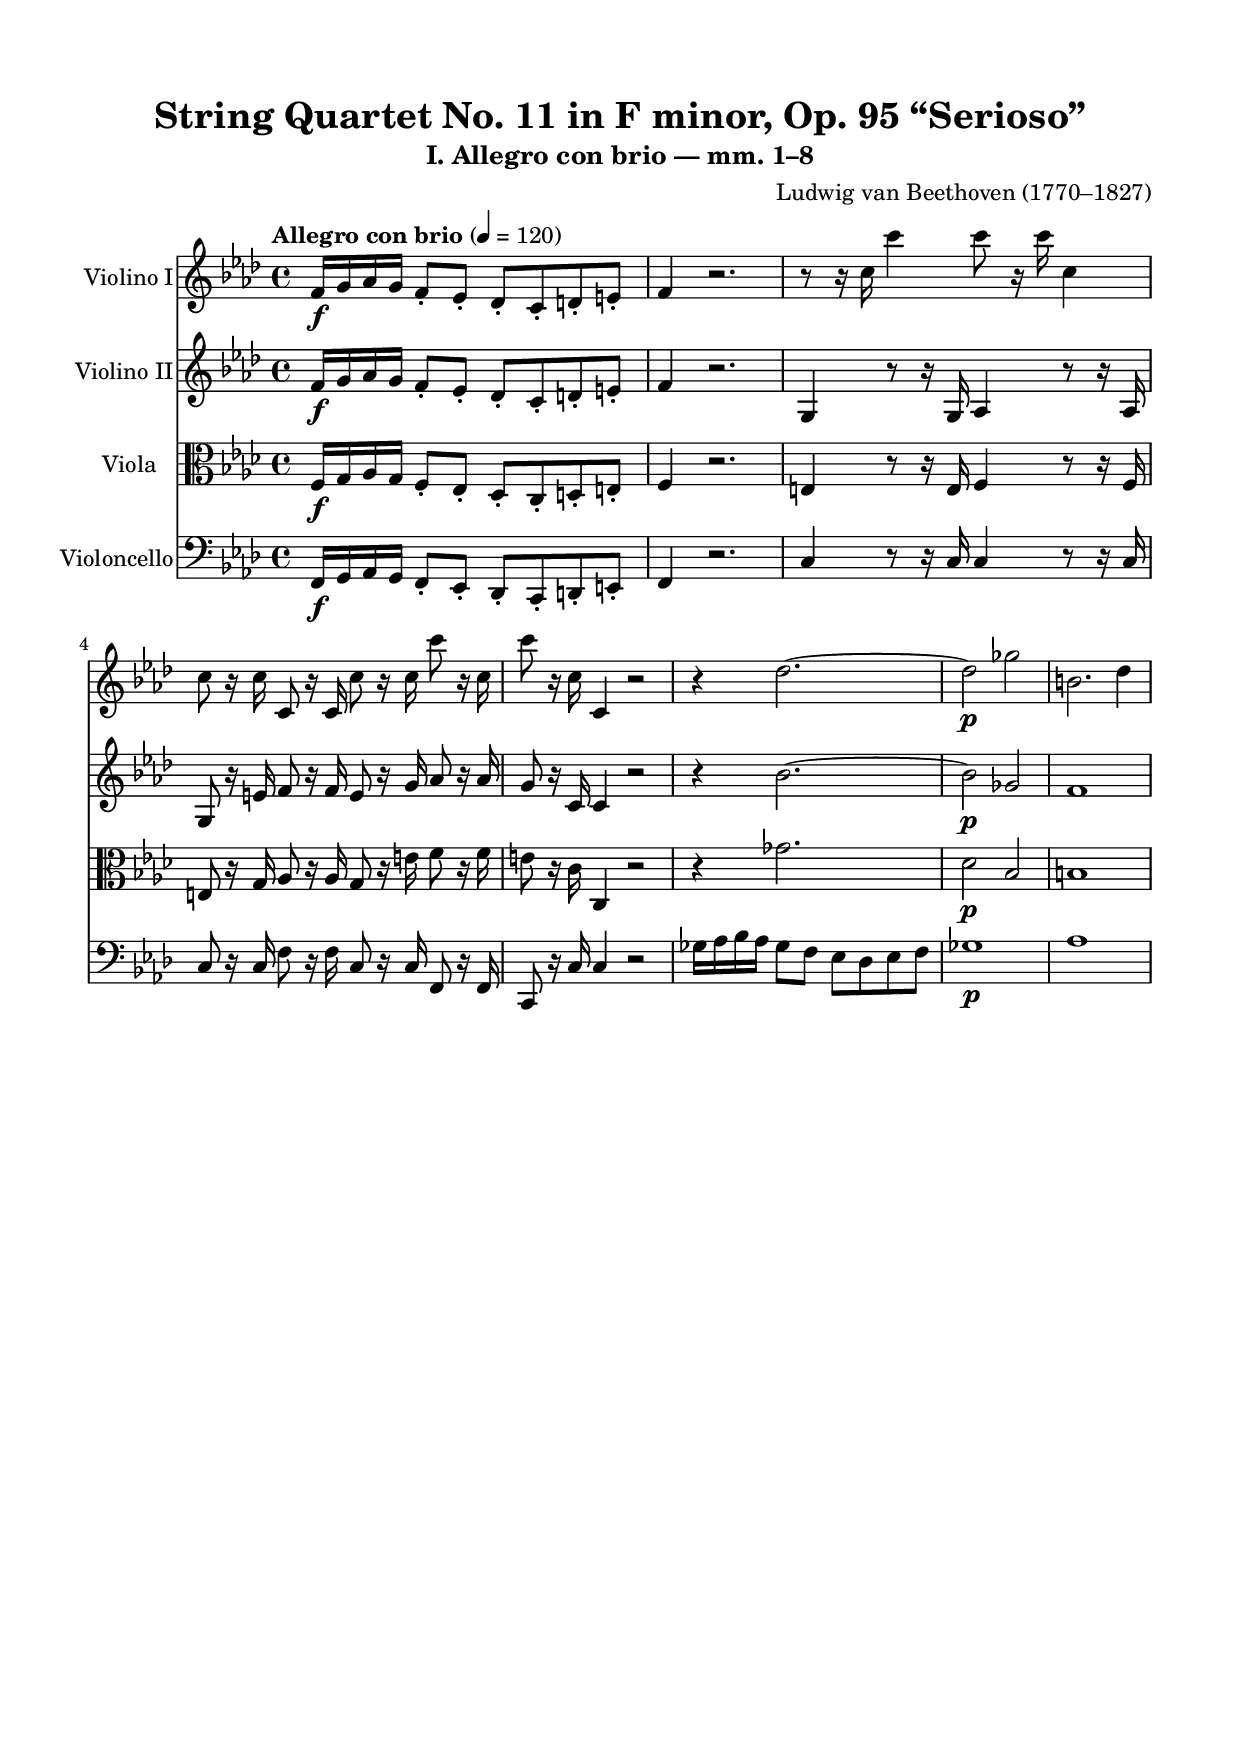 String Quartet No. 11 in F minor, Op. 95 “Serioso”
I. Allegro con brio — mm. 1–8
Ludwig van Beethoven (1770–1827)
Allegro con brio (♩ = 120)
Violino I
f
Violino II
f
Viola
f
Violoncello
f
4
p
p
p
p